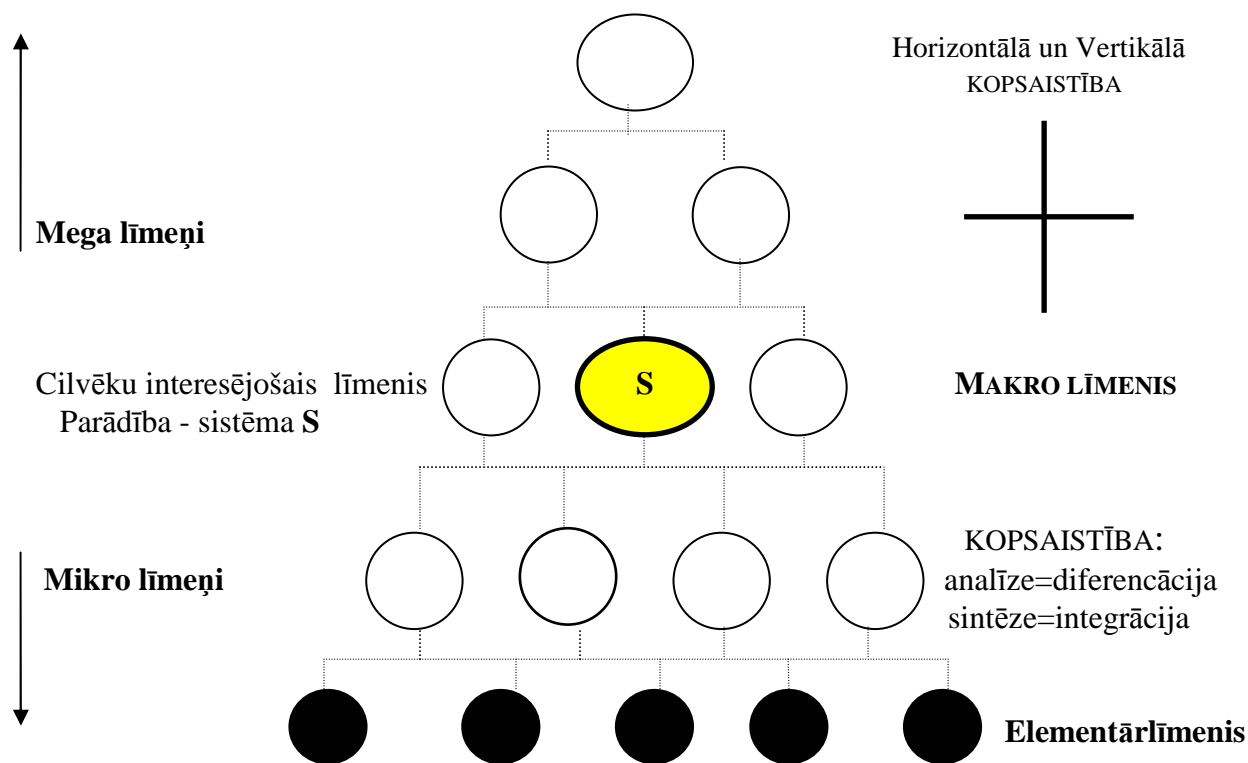 Horizontālā un Vertikālā
KOPSAISTĪBA
Mega līmeņi
Cilvēku interesējošais līmenis
Parādība - sistēma S
S
MAKRO LĪMENIS
Mikro līmeņi
KOPSAISTĪBA:
analīze=diferencācija
sintēze=integrācija
Elementārlīmenis